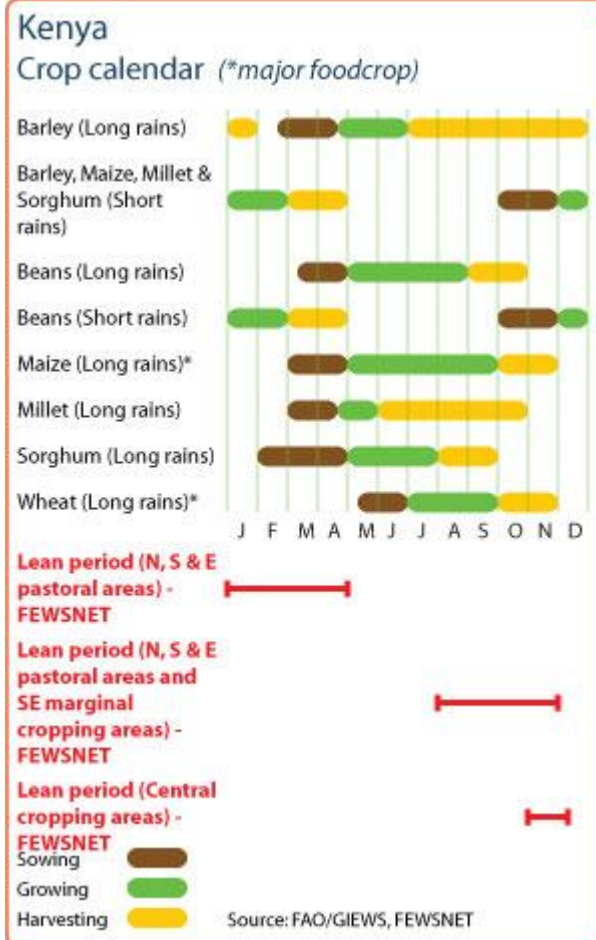 Kenya
Crop calendar (*major foodcrop)
Barley (Long rains)
Barley, Maize, Millet &
Sorghum (Short
rains)
Beans (Long rains)
Beans (Short rains)
Maize (Long rains)*
Millet (Long rains)
Sorghum (Long rains)
Wheat (Long rains)*
J F M A M J J A S O N D
Lean period (N, S & E
pastoral areas) -
FEWSNET
Lean period (N, S & E
pastoral areas and
SE marginal
cropping areas) -
FEWSNET
Lean period (Central
cropping areas) -
FEWSNET
Sowing
Growing
Harvesting
Source: FAO/GIEWS, FEWSNET